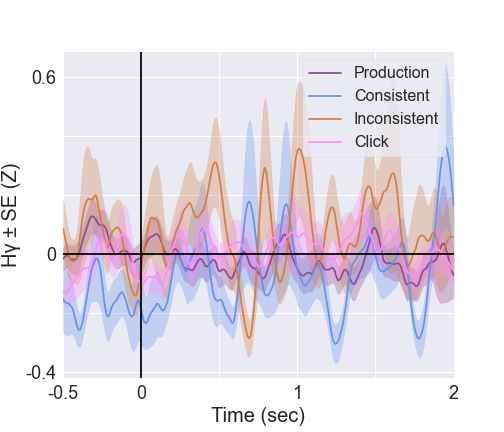 Production
Consistent
Inconsistent
Click
0.6
0
-0.4
Hγ ± SE (Z)
-0.5
0
1
2
Time (sec)